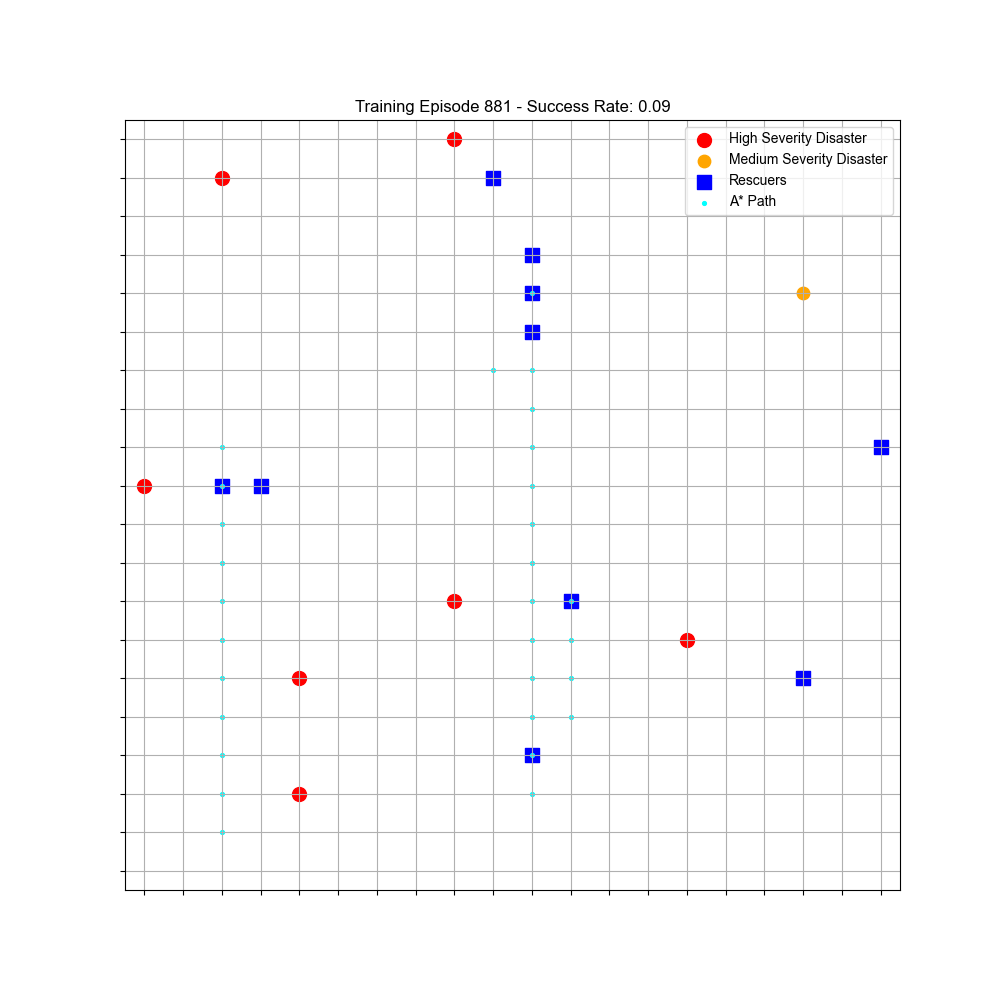 Training Episode 881 - Success Rate: 0.09
High Severity Disaster
Medium Severity Disaster
Rescuers
A* Path